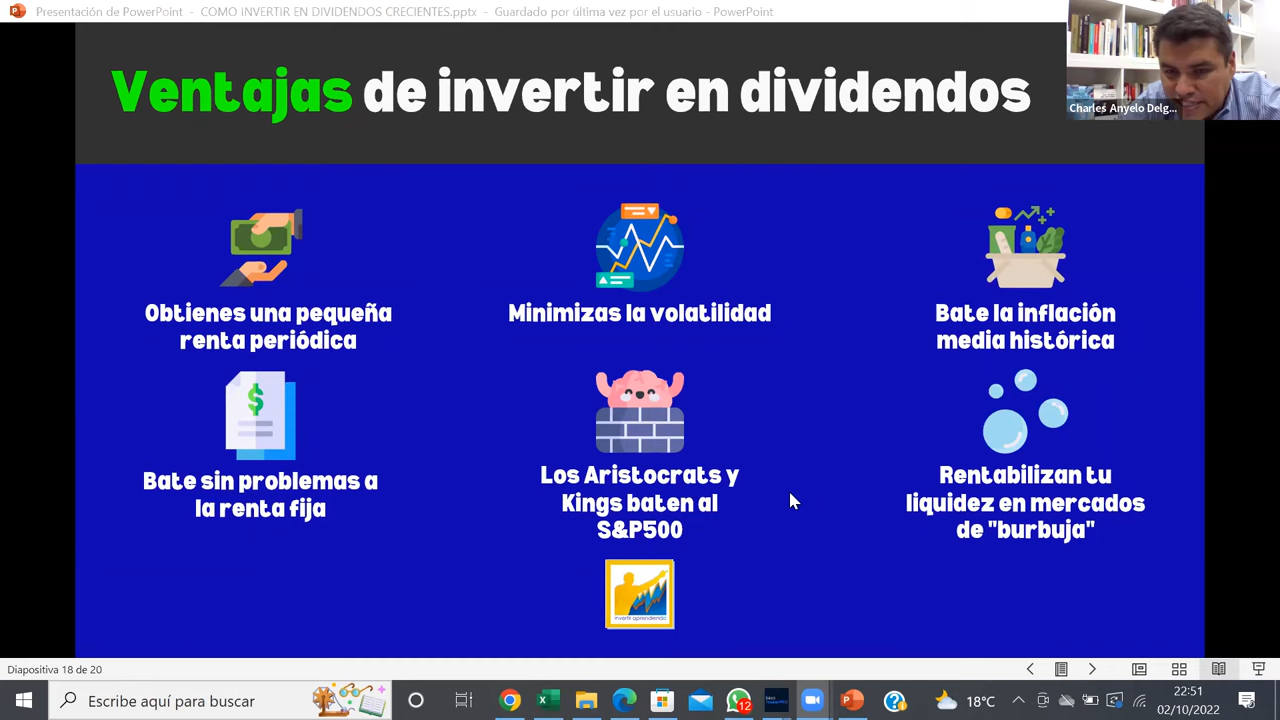 Presentación de PowerPoint - COMO INVERTIR EN DIVIDENDOS CRECIENTES.pptx - Guardado por última vez por el usuario - PowerPoint
Ventajas de invertir en dividendos
Charles Anyelo Delg...
Obtienes una pequeña
renta periódica
Minimizas la volatilidad
Bate la inflación
media histórica
Bate sin problemas a
la renta fija
Los Aristocrats y
Kings baten al
S&P500
Rentabilizan tu
liquidez en mercados
de "burbuja"
invertir aprendiendo
Diapositiva 18 de 20
Escribe aquí para buscar
12
18°C
22:51
02/10/2022